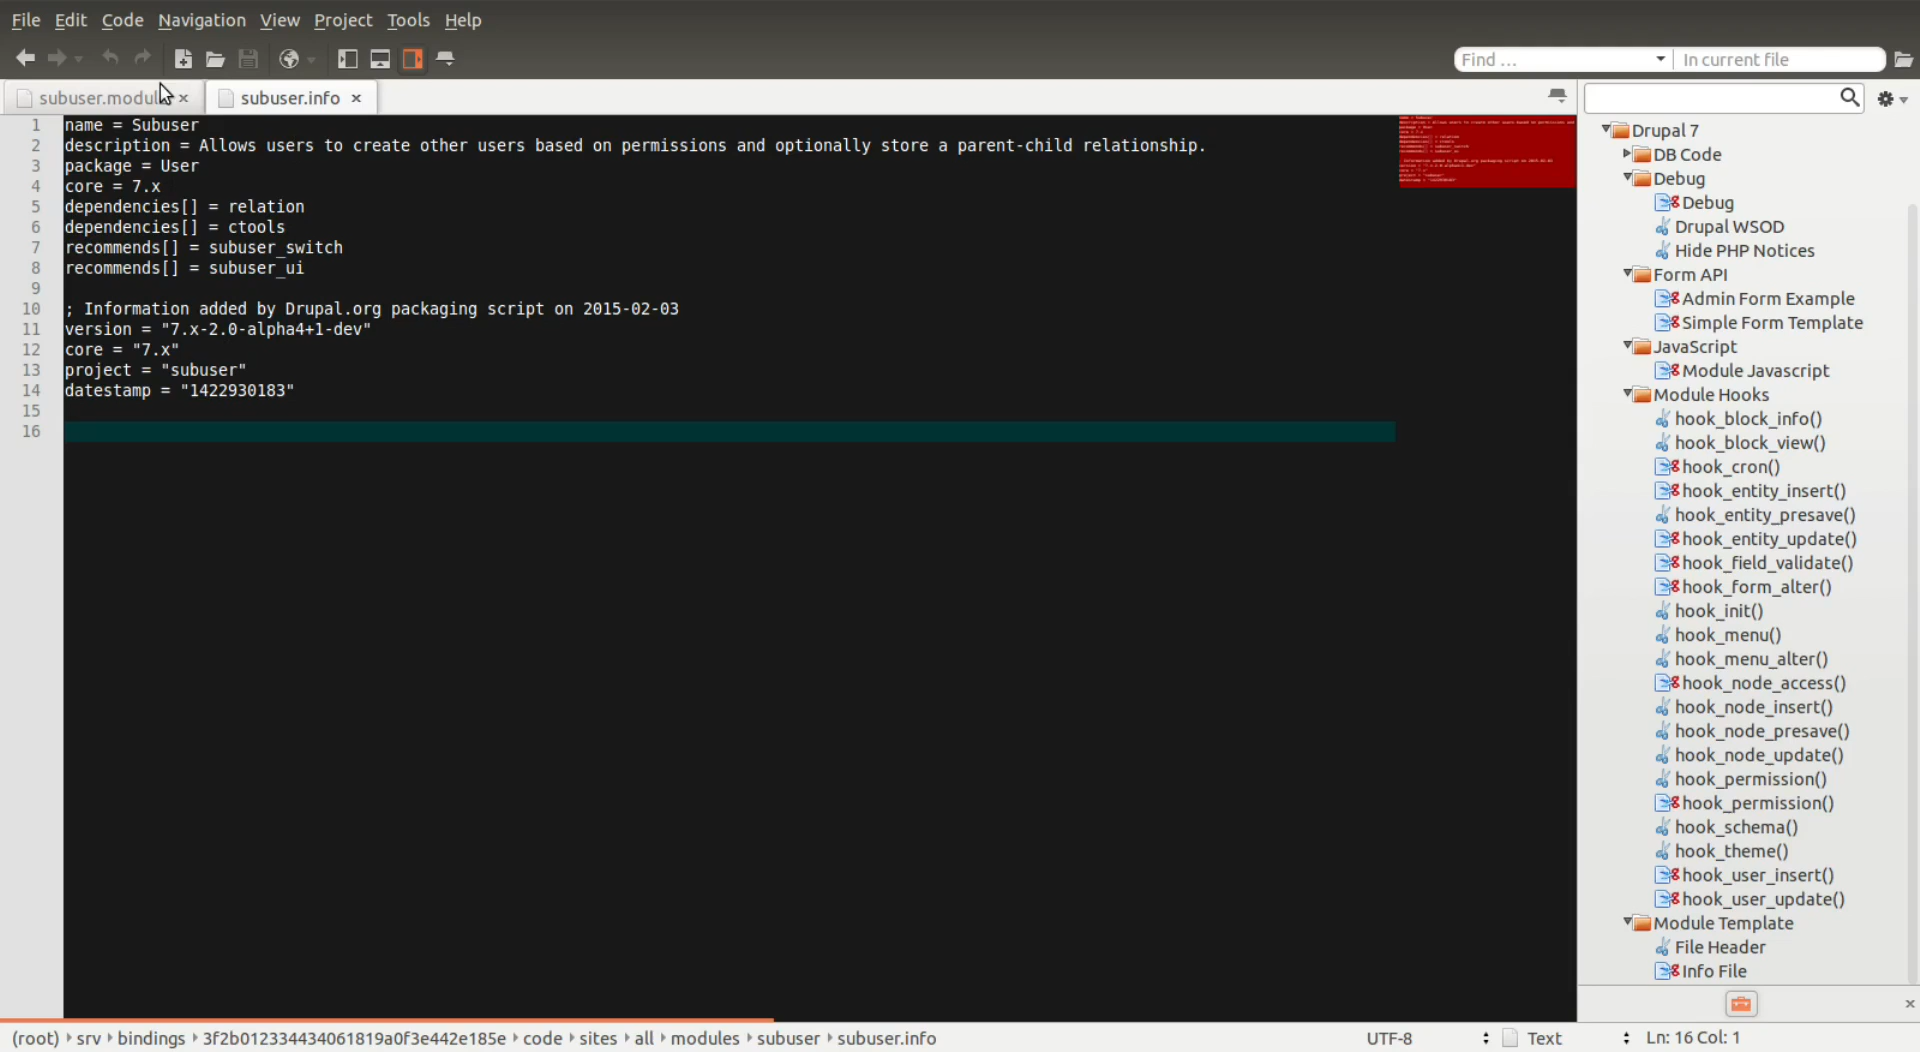 File Edit Code Navigation View Project Tools Help
Find ... In current file
subuser.modul subuser.info
1 name = Subuser
2 description = Allows users to create other users based on permissions and optionally store a parent-child relationship.
3 package = User
4 core = 7.x
5 dependencies[] = relation
6 dependencies[] = ctools
7 recommends[] = subuser_switch
8 recommends[] = subuser_ui
9
10 ; Information added by Drupal.org packaging script on 2015-02-03
11 version = "7.x-2.0-alpha4+1-dev"
12 core = "7.x"
13 project = "subuser"
14 datestamp = "1422930183"
15
16
Drupal 7
DB Code
Debug
Debug
Drupal WSOD
Hide PHP Notices
Form API
Admin Form Example
Simple Form Template
JavaScript
Module Javascript
Module Hooks
hook_block_info()
hook_block_view()
hook_cron()
hook_entity_insert()
hook_entity_presave()
hook_entity_update()
hook_field_validate()
hook_form_alter()
hook_init()
hook_menu()
hook_menu_alter()
hook_node_access()
hook_node_insert()
hook_node_presave()
hook_node_update()
hook_permission()
hook_permission()
hook_schema()
hook_theme()
hook_user_insert()
hook_user_update()
Module Template
File Header
Info File
(root) srv bindings 3f2b012334434061819a0f3e442e185e code sites all modules subuser subuser.info UTF-8 Text Ln: 16 Col: 1